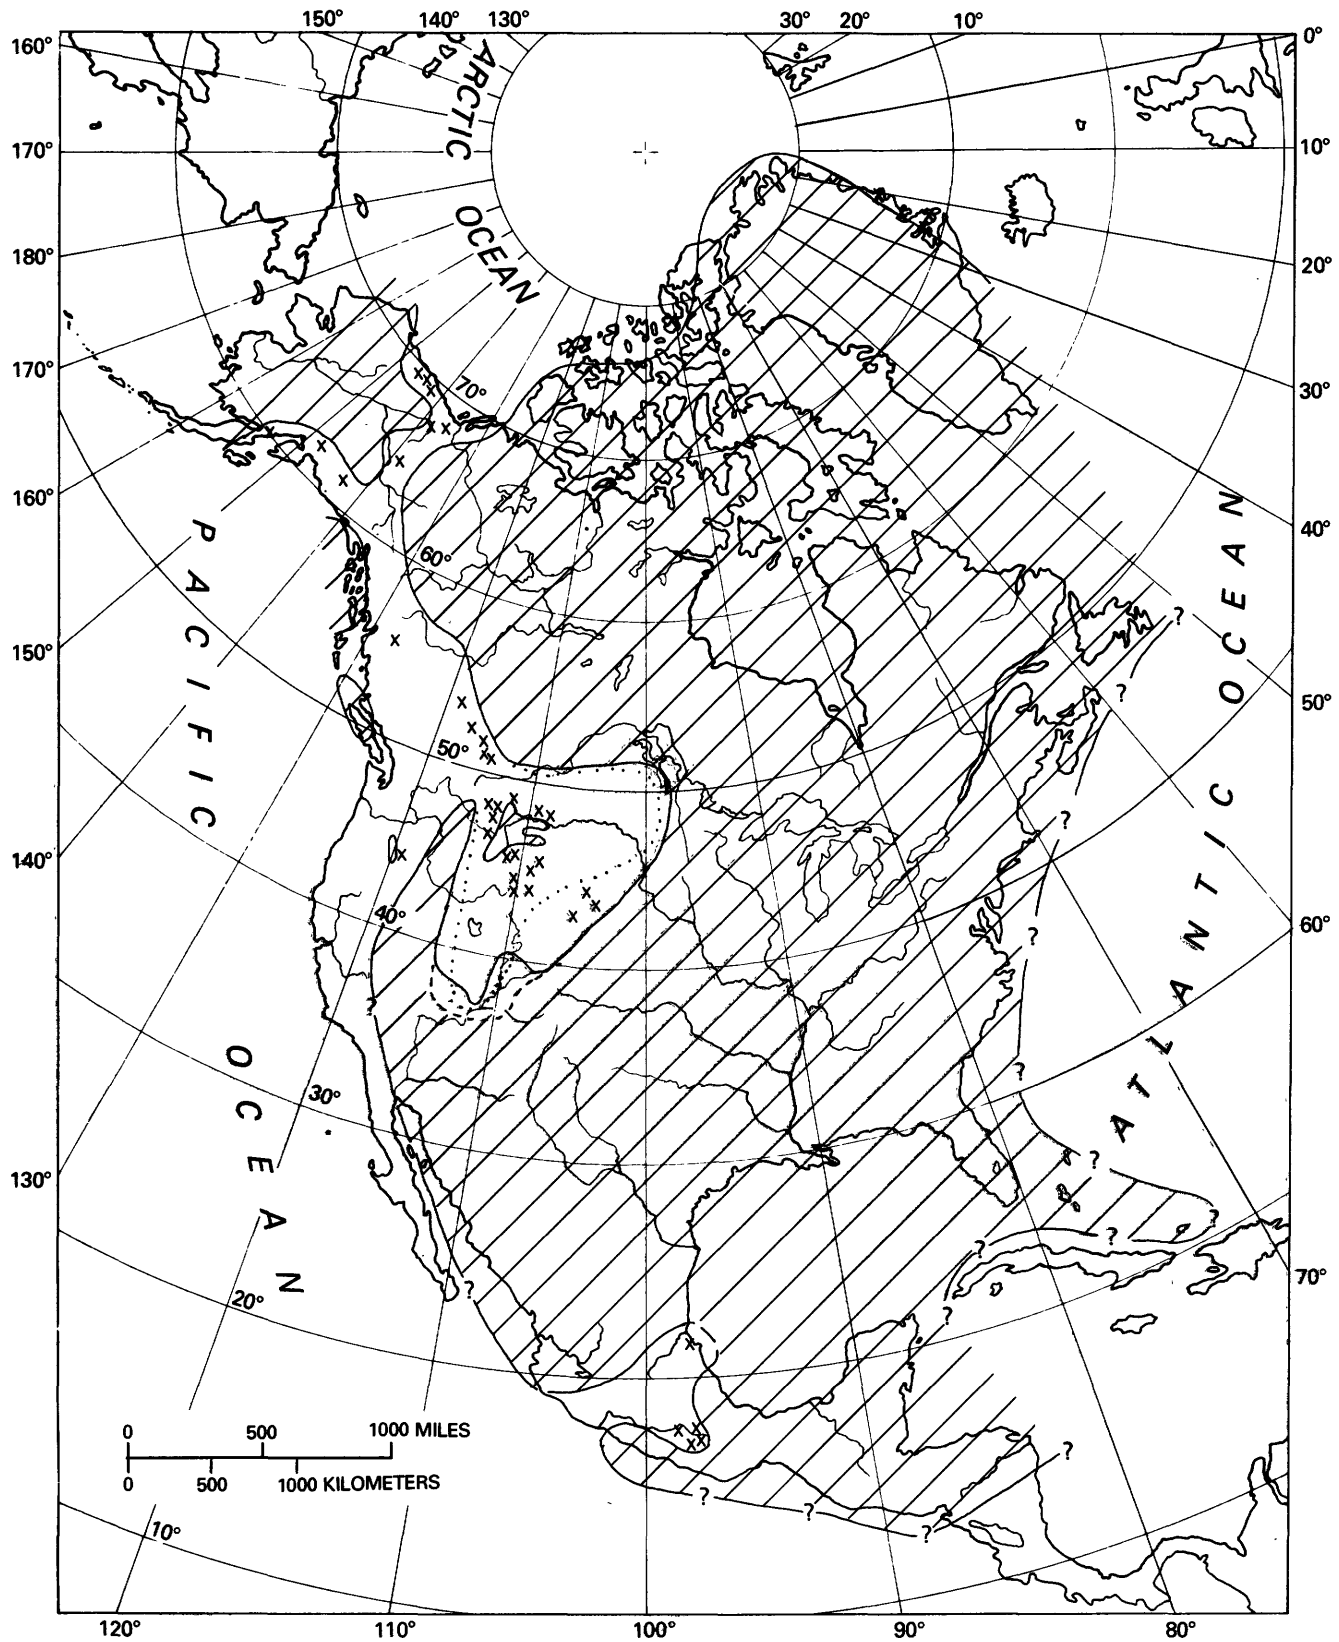 150° 140° 130° 30° 20° 10°
160° 0°
ARCTIC
OCEAN
170° 10°
180° 20°
170° 70° 30°
160° 40°
PACIFIC
60°
150° 50°
50°
140° 60°
40°
ATLANTIC OCEAN
OCEAN
30°
130° 70°
20°
0 500 1000 MILES
0 500 1000 KILOMETERS
10°
120° 110° 100° 90° 80°
X X X X X X X X X X X X X X X X X X X X X X X X X X X X X X X X X X X X X X X X
? ? ? ? ? ? ? ? ? ? ? ? ? ? ? ?